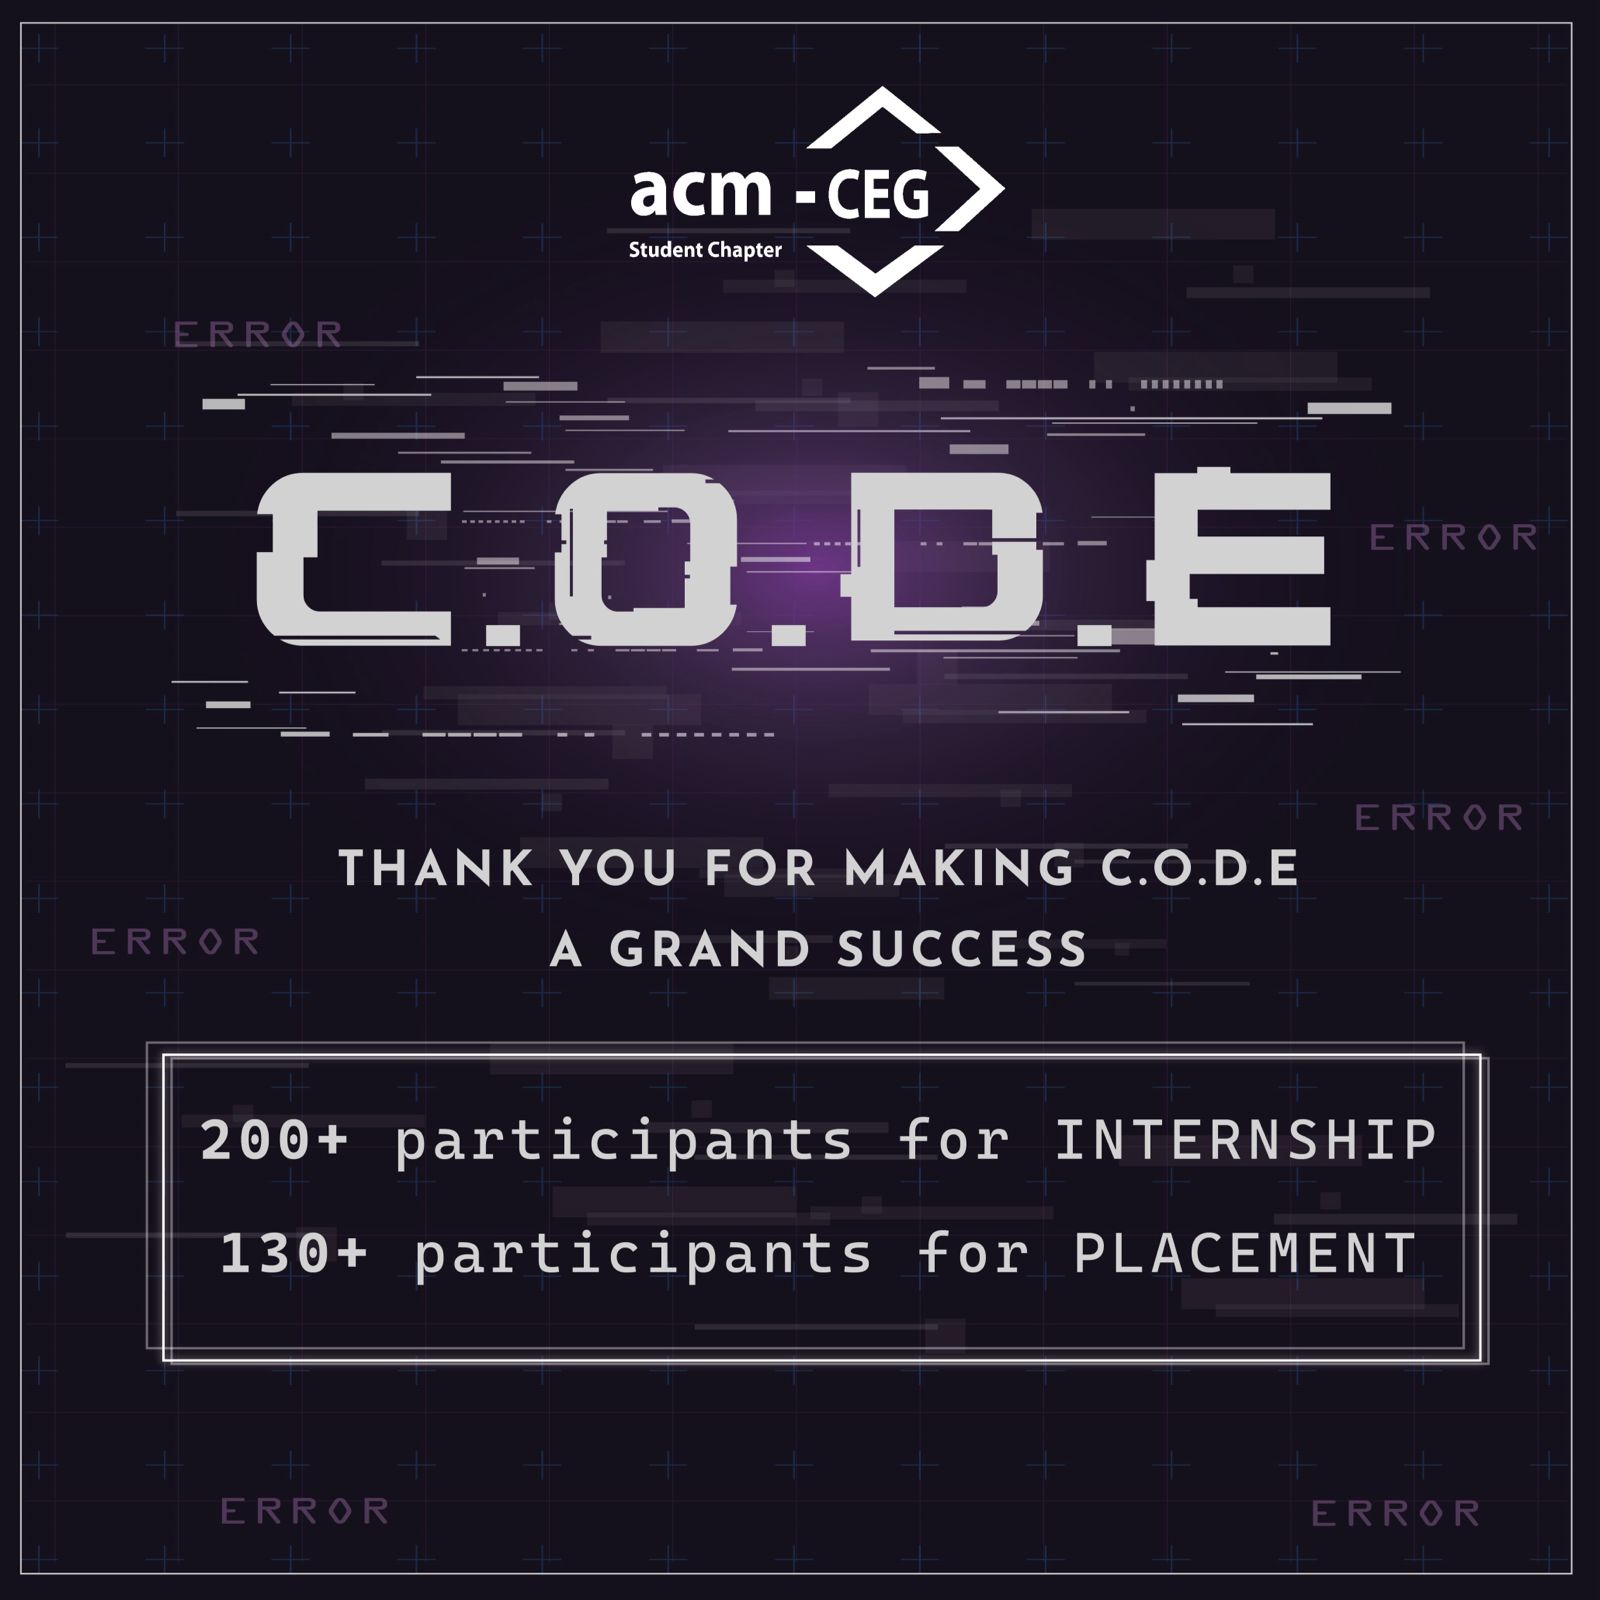 acm - CEG
Student Chapter
ERROR
C.O.D.E
ERROR
ERROR
THANK YOU FOR MAKING C.O.D.E
A GRAND SUCCESS
ERROR
200+ participants for INTERNSHIP
130+ participants for PLACEMENT
ERROR
ERROR